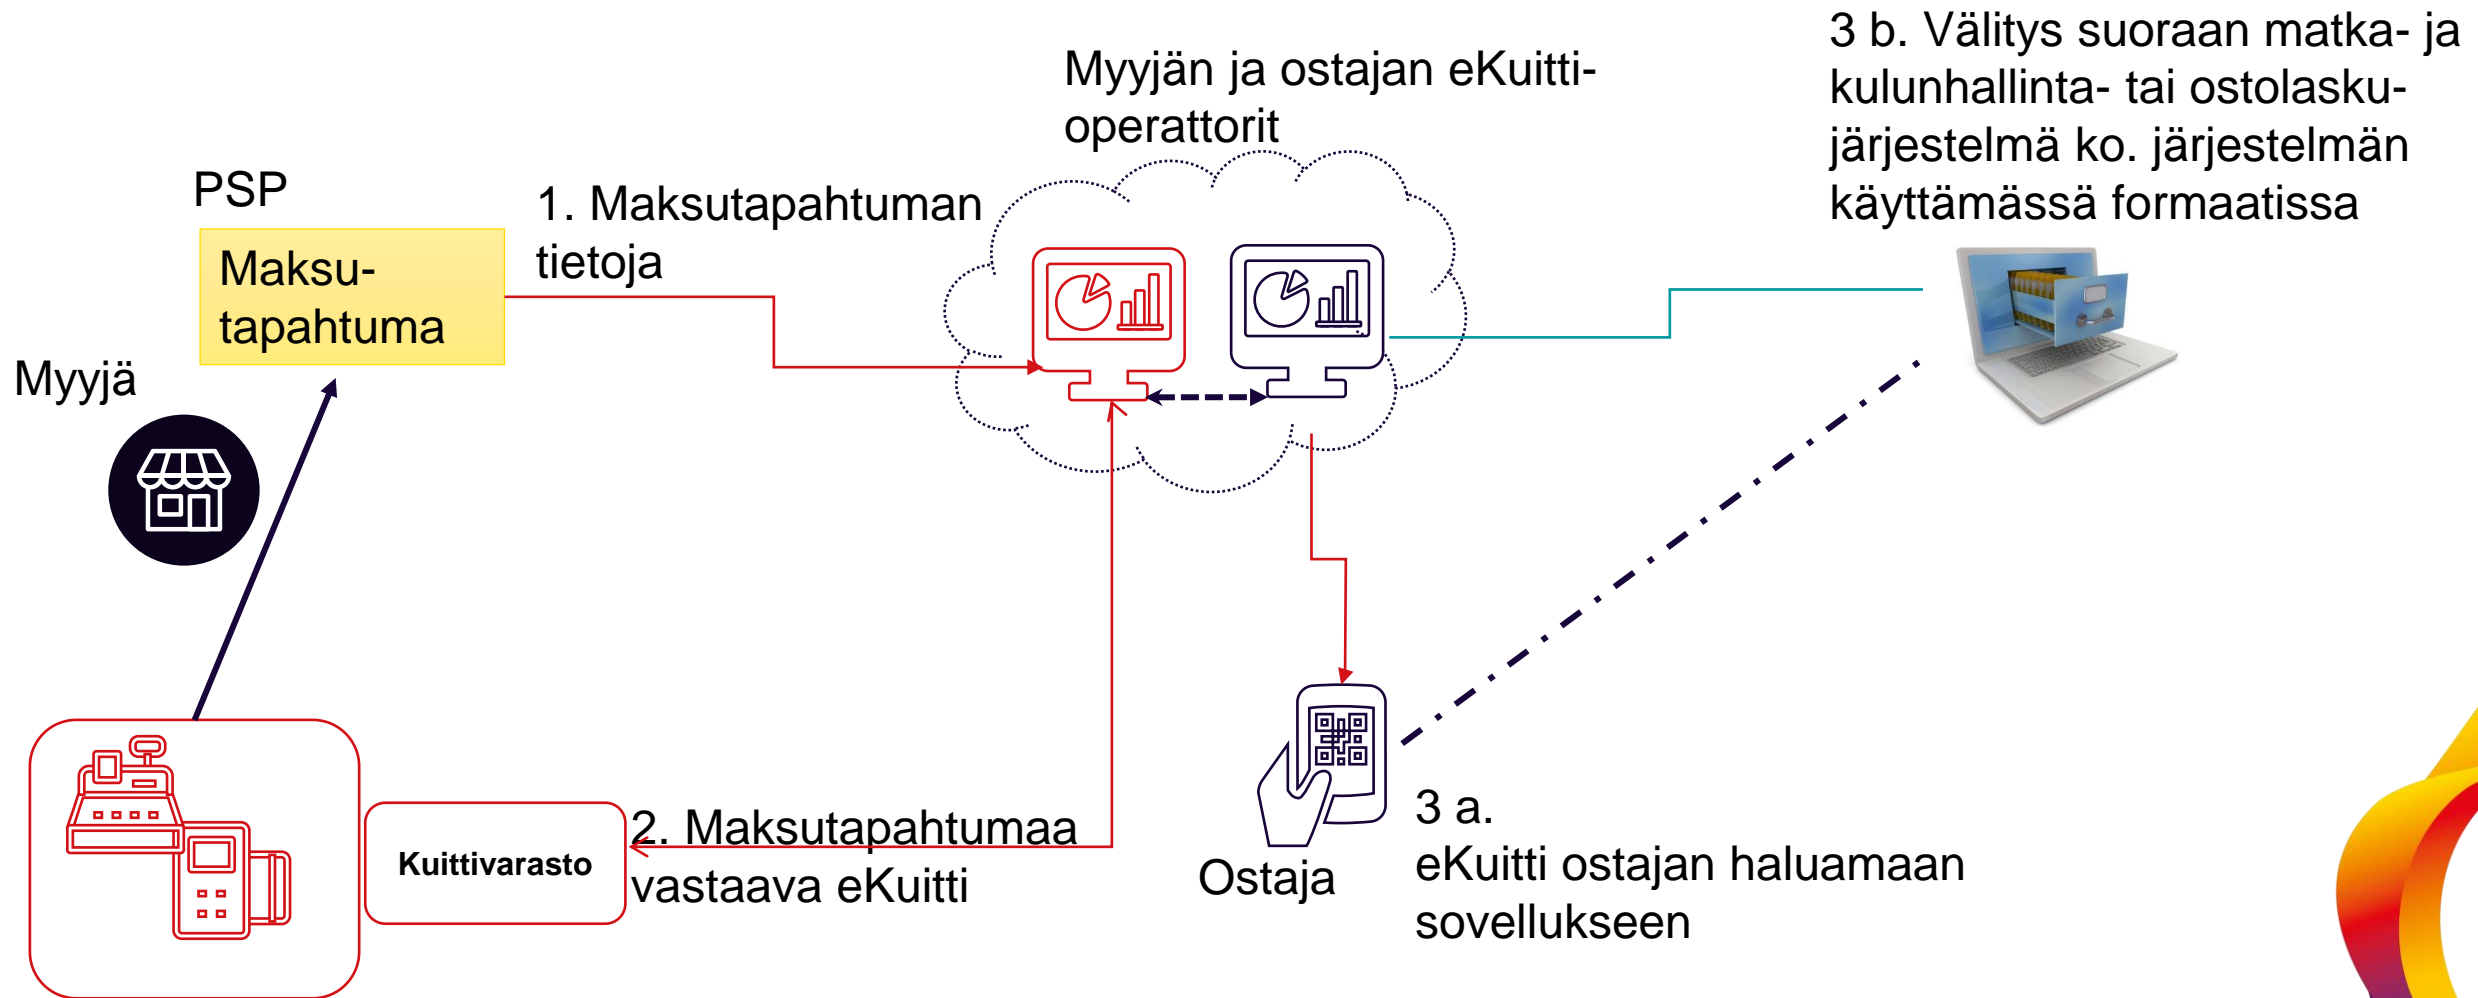 3 b. Välitys suoraan matka- ja
kulunhallinta- tai ostolasku-
järjestelmä ko. järjestelmän
käyttämässä formaatissa
Myyjän ja ostajan eKuitti-
operattorit
PSP
1. Maksutapahtuman
tietoja
Maksu-
tapahtuma
Myyjä
Kuittivarasto
2. Maksutapahtumaa
vastaava eKuitti
Ostaja
3 a.
eKuitti ostajan haluamaan
sovellukseen